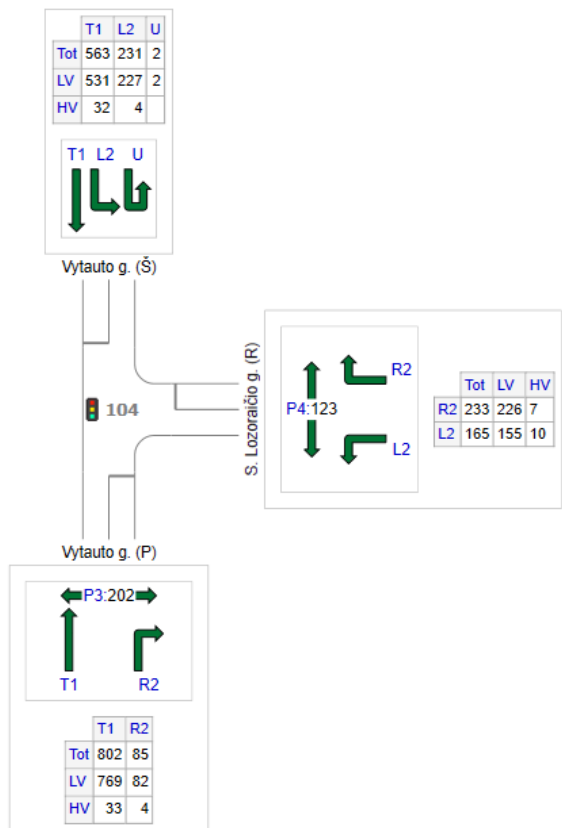 T1 L2 U
Tot 563 231 2
LV 531 227 2
HV 32 4
T1 L2 U
Vytauto g. (Š)
104
S. Lozoraičio g. (R)
P4:123
R2
L2
Tot LV HV
R2 233 226 7
L2 165 155 10
Vytauto g. (P)
P3:202
T1 R2
T1 R2
Tot 802 85
LV 769 82
HV 33 4